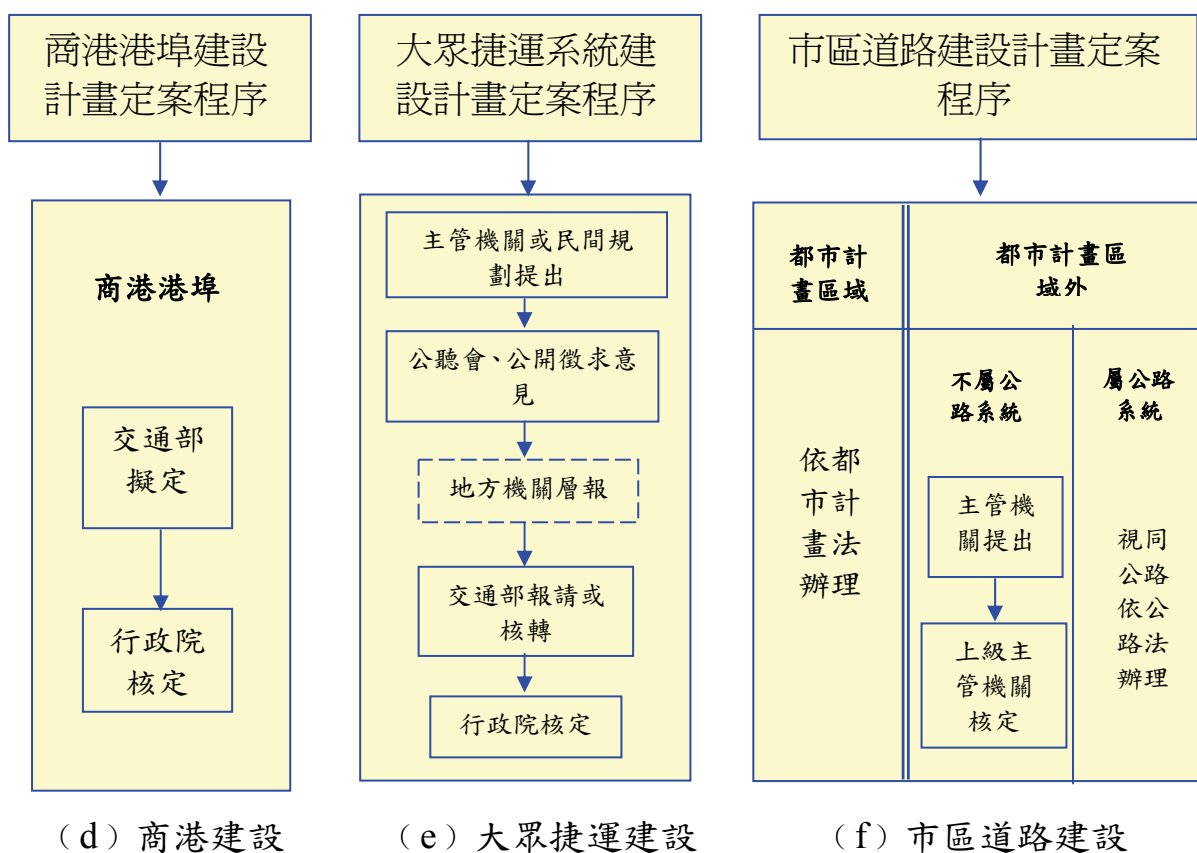 商港港埠建設
計畫定案程序
商港港埠
交通部
擬定
行政院
核定
（d）商港建設
大眾捷運系統建
設計畫定案程序
主管機關或民間規
劃提出
公聽會、公開徵求意
見
地方機關層報
交通部報請或
核轉
行政院核定
（e）大眾捷運建設
市區道路建設計畫定案
程序
都市計
畫區域
依都
市計
畫法
辦理
都市計畫區
域外
不屬公
路系統
主管機
關提出
上級主
管機關
核定
屬公路
系統
視同
公路
依公
路法
辦理
（f）市區道路建設